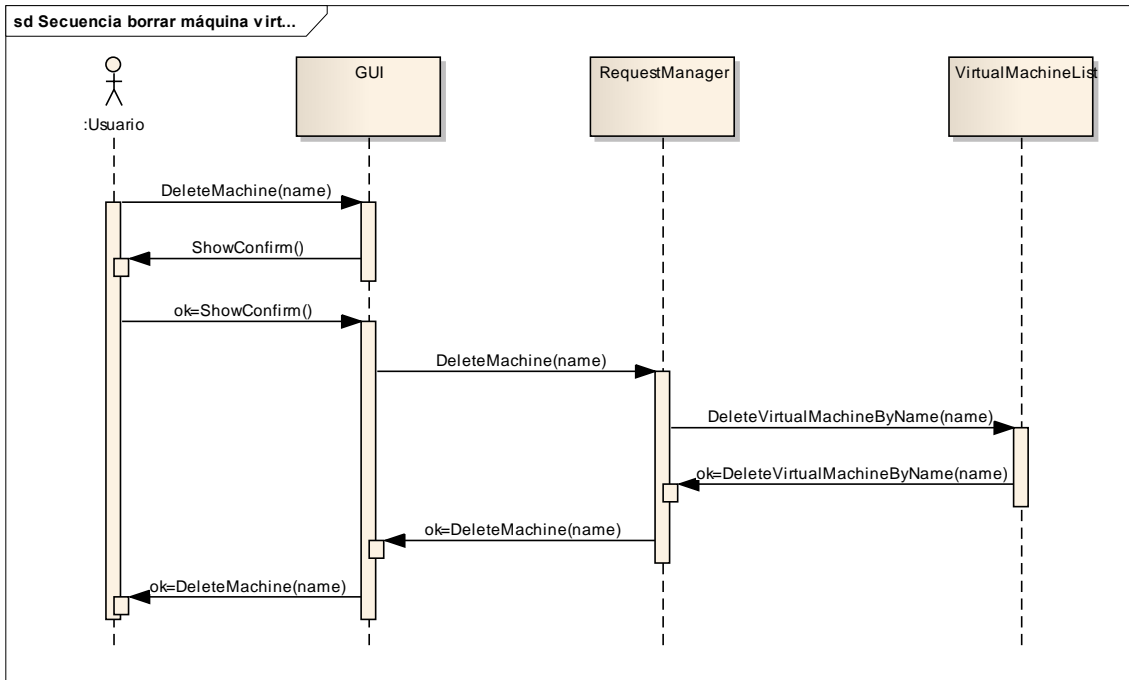 sd Secuencia borrar máquina virt...
:Usuario
GUI
RequestManager
VirtualMachineList
DeleteMachine(name)
ShowConfirm()
ok=ShowConfirm()
DeleteMachine(name)
DeleteVirtualMachineByName(name)
ok=DeleteVirtualMachineByName(name)
ok=DeleteMachine(name)
ok=DeleteMachine(name)